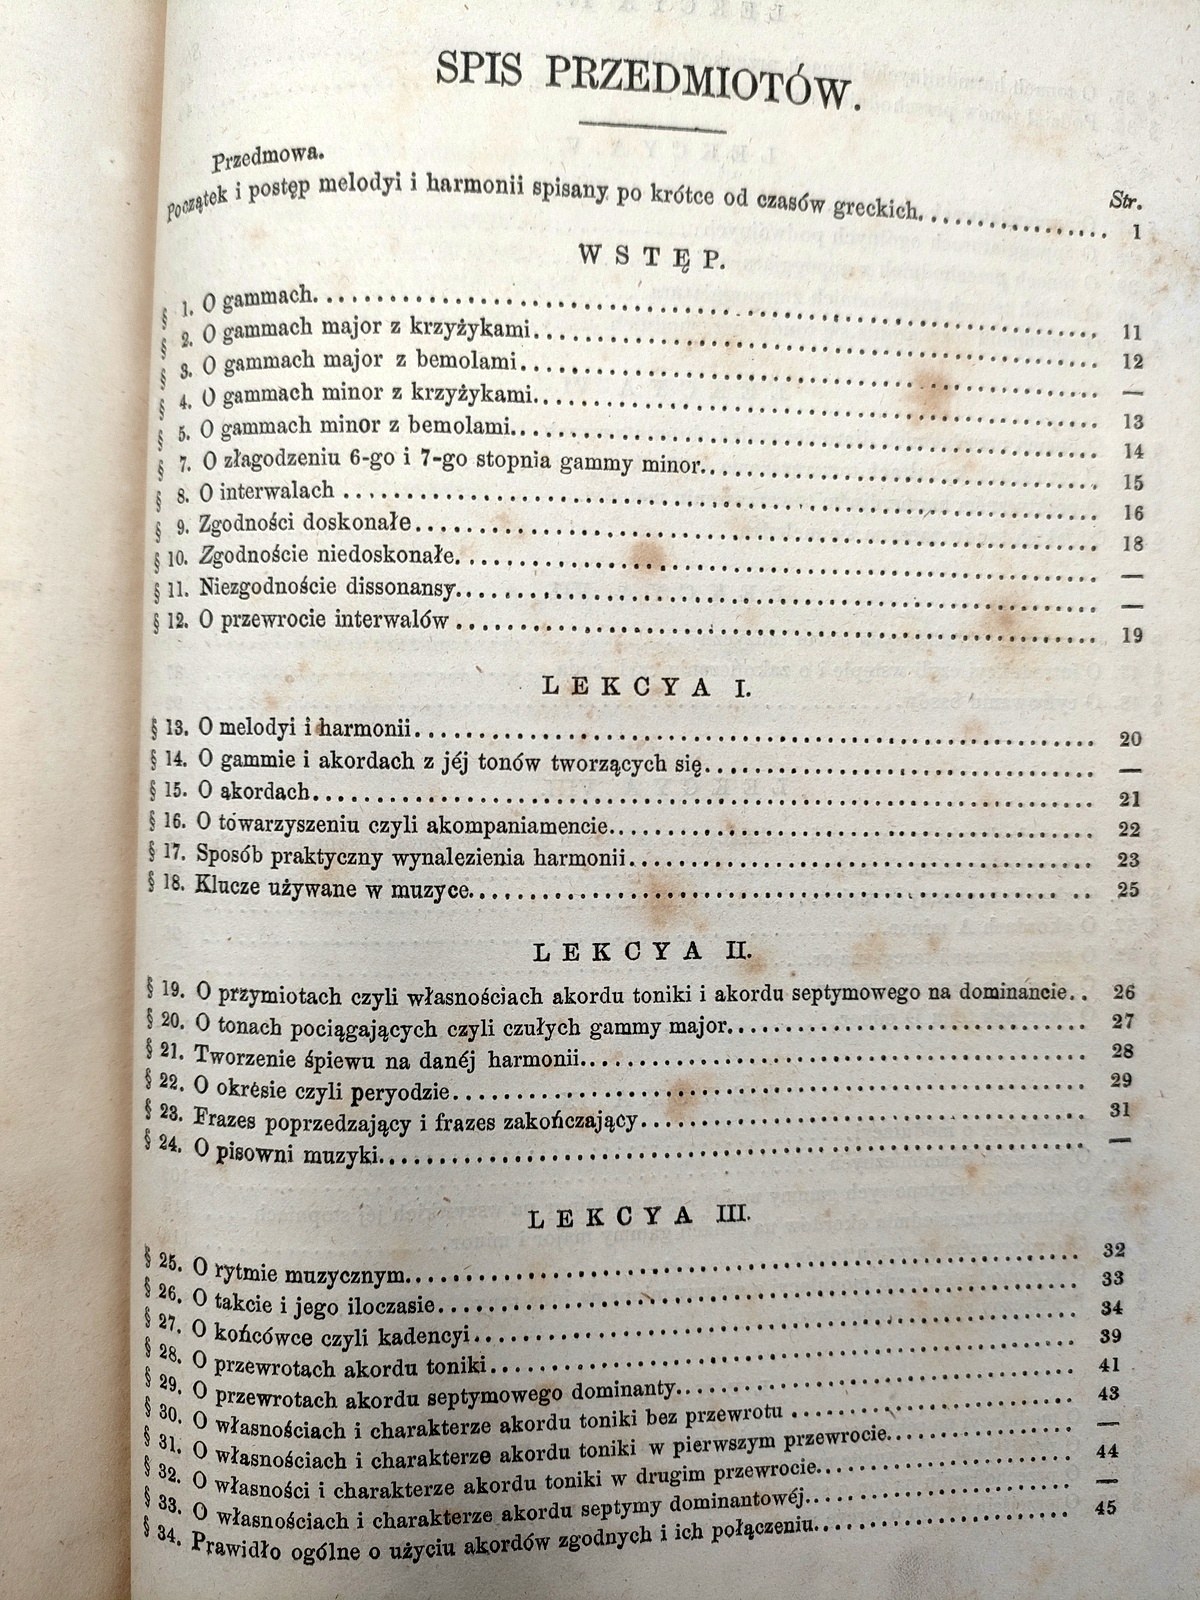 SPIS PRZEDMIOTÓW.
Przedmowa.
Str.
Początek i postęp melodyi i harmonii spisany po krótce od czasów greckich. 1
WSTĘP.
§ 1. O gammach. 11
§ 2. O gammach major z krzyżykami. 12
§ 3. O gammach major z bemolami. —
§ 4. O gammach minor z krzyżykami. 13
§ 5. O gammach minor z bemolami. 14
§ 7. O złagodzeniu 6-go i 7-go stopnia gammy minor. 15
§ 8. O interwalach 16
§ 9. Zgodności doskonałe 18
§ 10. Zgodnoście niedoskonałe. —
§ 11. Niezgodnoście dissonansy. —
§ 12. O przewrocie interwalów 19
LEKCYA I.
§ 13. O melodyi i harmonii 20
§ 14. O gammie i akordach z jéj tonów tworzących się. —
§ 15. O akordach. 21
§ 16. O towarzyszeniu czyli akompaniamencie. 22
§ 17. Sposób praktyczny wynalezienia harmonii. 23
§ 18. Klucze używane w muzyce. 25
LEKCYA II.
§ 19. O przymiotach czyli własnościach akordu toniki i akordu septymowego na dominancie. 26
§ 20. O tonach pociągających czyli czułych gammy major. 27
§ 21. Tworzenie śpiewu na danéj harmonii. 28
§ 22. O okresie czyli peryodzie. 29
§ 23. Frazes poprzedzający i frazes zakończający. 31
§ 24. O pisowni muzyki. —
LEKCYA III.
§ 25. O rytmie muzycznym. 32
§ 26. O takcie i jego iloczasie. 33
§ 27. O końcówce czyli kadencyi. 34
§ 28. O przewrotach akordu toniki 39
§ 29. O przewrotach akordu septymowego dominanty. 41
§ 30. O własnościach i charakterze akordu toniki bez przewrotu 43
§ 31. O własnościach i charakterze akordu toniki w pierwszym przewrocie. —
§ 32. O własności i charakterze akordu toniki w drugim przewrocie. 44
§ 33. O własnościach i charakterze akordu septymy dominantowéj. —
§ 34. Prawidło ogólne o użyciu akordów zgodnych i ich połączeniu. 45